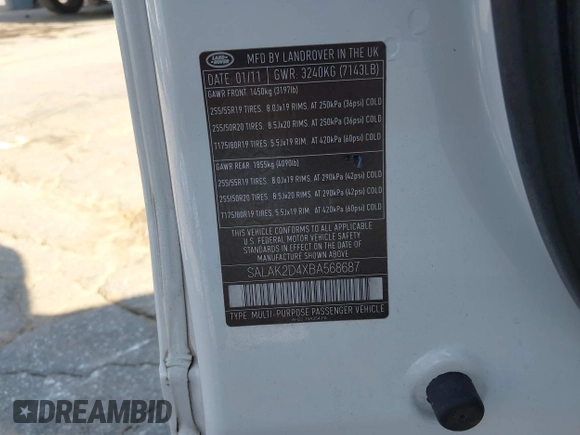 LAND ROVER
MFD BY LANDROVER IN THE UK
DATE: 01/11 GWR. 3240KG (7143LB)
GAWR FRONT: 1450kg (3197lb)
255/55R19 TIRES. 8.0Jx19 RIMS. AT 250kPa (36psi) COLD
255/50R20 TIRES. 8.5Jx20 RIMS. AT 250kPa (36psi) COLD
T175/80R19 TIRES. 5.5Jx19 RIM. AT 420kPa (60psi) COLD
GAWR REAR: 1855kg (4090lb)
255/55R19 TIRES. 8.0Jx19 RIMS. AT 290kPa (42psi) COLD
255/50R20 TIRES. 8.5Jx20 RIMS. AT 290kPa (42psi) COLD
T175/80R19 TIRES. 5.5Jx19 RIM. AT 420kPa (60psi) COLD
THIS VEHICLE CONFORMS TO ALL APPLICABLE
U.S. FEDERAL MOTOR VEHICLE SAFETY
STANDARDS IN EFFECT ON THE DATE OF
MANUFACTURE SHOWN ABOVE.
SALAK2D4XBA568687
TYPE: MULTI-PURPOSE PASSENGER VEHICLE
DREAMBID